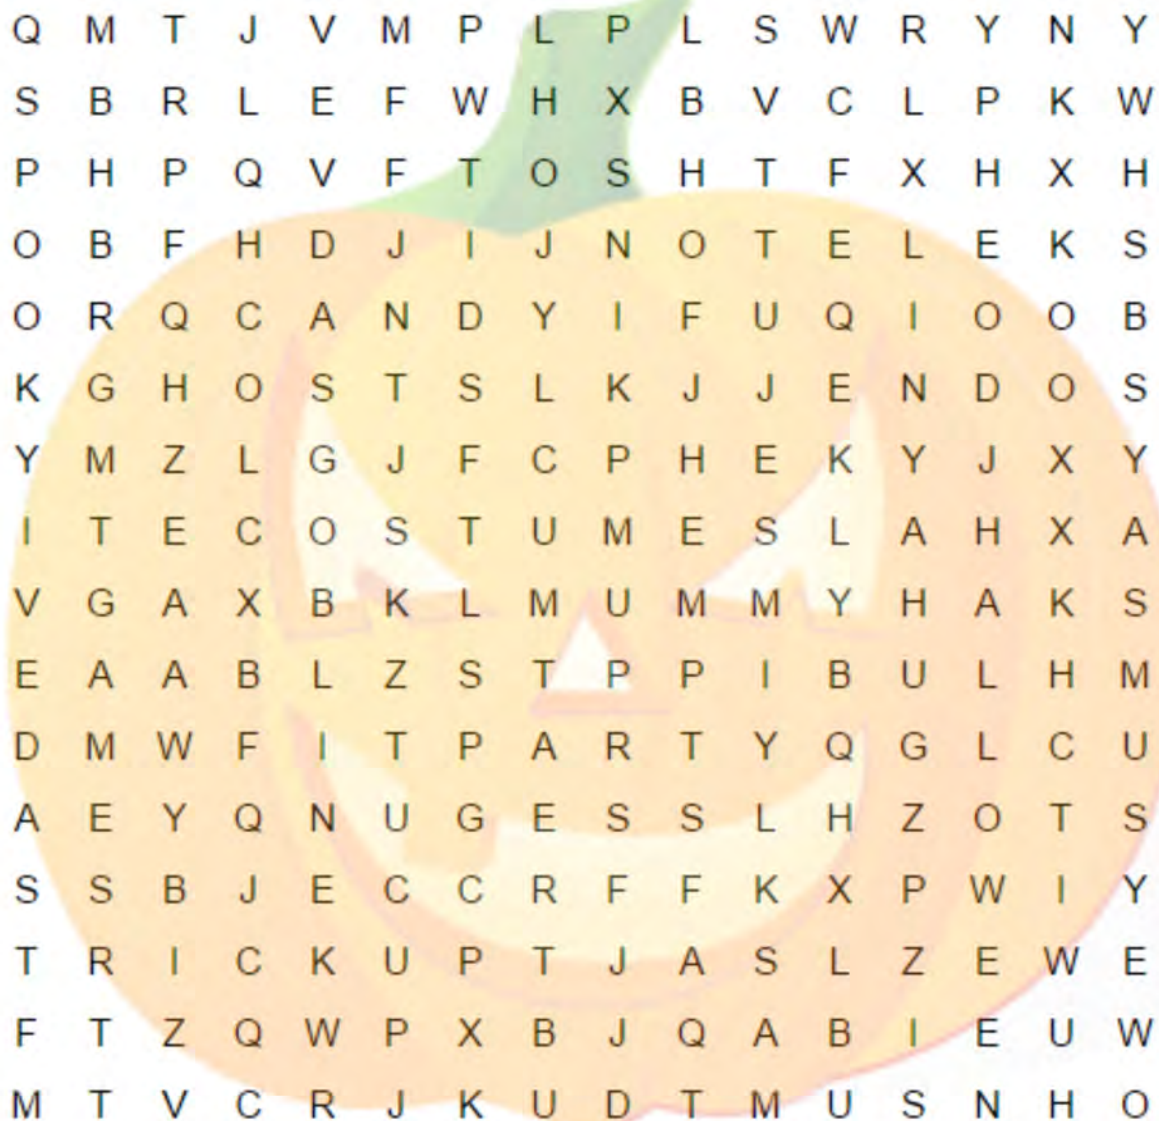 Q M T J V M P L P L S W R Y N Y
S B R L E F W H X B V C L P K W
P H P Q V F T O S H T F X H X H
O B F H D J I J N O T E L E K S
O R Q C A N D Y I F U Q I O O B
K G H O S T S L K J J E N D O S
Y M Z L G J F C P H E K Y J X Y
I T E C O S T U M E S L A H X A
V G A X B K L M U M M Y H A K S
E A A B L Z S T P P I B U L H M
D M W F I T P A R T Y Q G L C U
A E Y Q N U G E S S L H Z O T S
S S B J E C C R F F K X P W I Y
T R I C K U P T J A S L Z E W E
F T Z Q W P X B J Q A B I E U W
M T V C R J K U D T M U S N H O